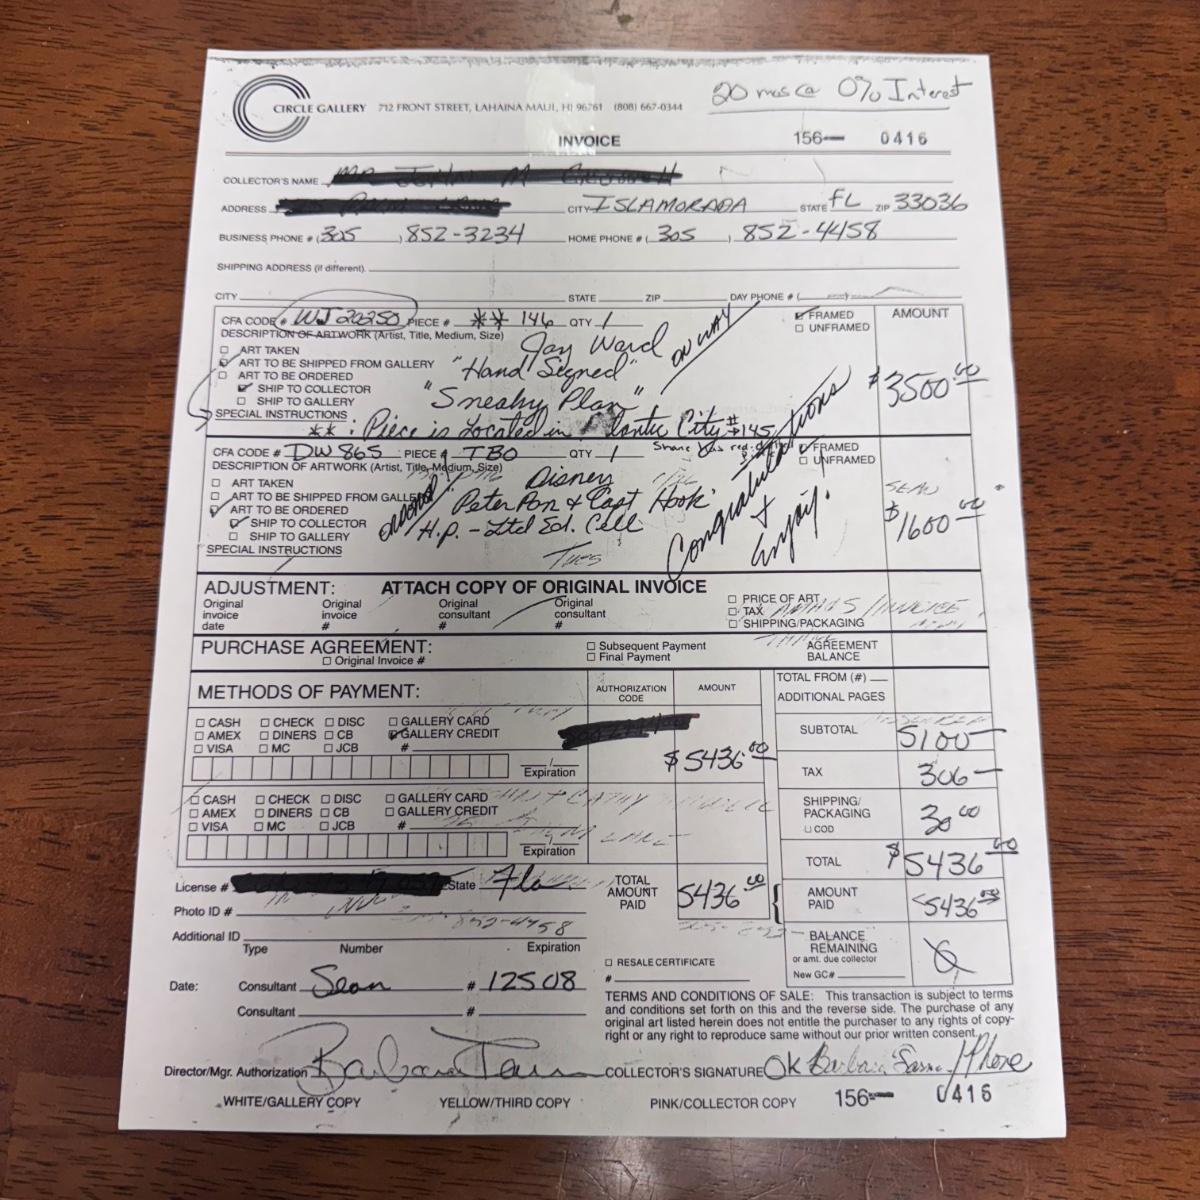 20 mos @ 0% Interest
CIRCLE GALLERY 712 FRONT STREET, LAHAINA MAUI, HI 96761 (808) 667-0344
INVOICE
156— 0416
COLLECTOR'S NAME
ADDRESS CITY ISLAMORADA STATE FL ZIP 33036
BUSINESS PHONE # (305) 852-3234 HOME PHONE # (305) 852-4458
SHIPPING ADDRESS (if different)
CITY STATE ZIP DAY PHONE # ( )
CFA CODE # WJ 20250 PIECE # ** 146 QTY 1 FRAMED UNFRAMED AMOUNT
DESCRIPTION OF ARTWORK (Artist, Title, Medium, Size)
ART TAKEN Jay Ward ON WAY
ART TO BE SHIPPED FROM GALLERY "Hand Signed"
ART TO BE ORDERED
SHIP TO COLLECTOR "Sneaky Plan" $3500.00
SHIP TO GALLERY
SPECIAL INSTRUCTIONS
** : Piece is Located in Atlantic City # 145
CFA CODE # DW 865 PIECE # TBO QTY 1 FRAMED UNFRAMED
DESCRIPTION OF ARTWORK (Artist, Title, Medium, Size)
ART TAKEN Disney
ART TO BE SHIPPED FROM GALLERY Peter Pan & Capt Hook
ART TO BE ORDERED H.P. - Ltd Ed. Cell $1600.00
SHIP TO COLLECTOR
SHIP TO GALLERY
SPECIAL INSTRUCTIONS Tues
ordered!
Congratulations + Enjoy!
ADJUSTMENT: ATTACH COPY OF ORIGINAL INVOICE
Original invoice date Original invoice # Original consultant # Original consultant #
PRICE OF ART
TAX
SHIPPING/PACKAGING
PURCHASE AGREEMENT:
Original Invoice #
Subsequent Payment
Final Payment
AGREEMENT BALANCE
METHODS OF PAYMENT: AUTHORIZATION CODE AMOUNT
TOTAL FROM (#)
ADDITIONAL PAGES
CASH CHECK DISC GALLERY CARD
AMEX DINERS CB GALLERY CREDIT
VISA MC JCB #
Expiration
$5436.00
SUBTOTAL 5100—
TAX 306—
CASH CHECK DISC GALLERY CARD
AMEX DINERS CB GALLERY CREDIT
VISA MC JCB #
Expiration
SHIPPING/PACKAGING 30.00
COD
TOTAL $5436.00
License # State Fla
Photo ID #
852-4458
Additional ID
Type Number Expiration
TOTAL AMOUNT PAID 5436.00
AMOUNT PAID 5436.00
BALANCE REMAINING
or amt. due collector
New GC#
RESALE CERTIFICATE
#
Date: Consultant Sean # 12508
Consultant #
TERMS AND CONDITIONS OF SALE: This transaction is subject to terms
and conditions set forth on this and the reverse side. The purchase of any
original art listed herein does not entitle the purchaser to any rights of copy-
right or any right to reproduce same without our prior written consent.
Director/Mgr. Authorization Barbara COLLECTOR'S SIGNATURE OK Barbara / Phone
WHITE/GALLERY COPY YELLOW/THIRD COPY PINK/COLLECTOR COPY 156— 0416